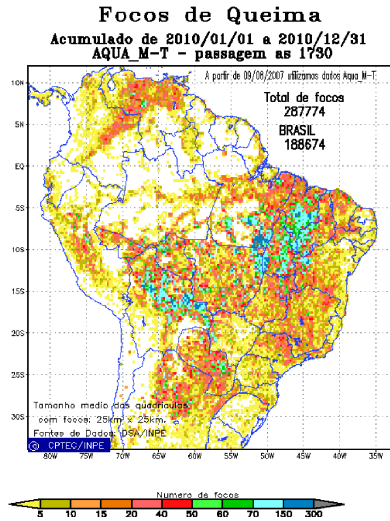 Focos de Queima
Acumulado de 2010/01/01 a 2010/12/31
AQUA_M-T - passagem as 1730
A partir de 09/08/2007 utilizamos dados Aqua_M-T
Total de focos
287774
BRASIL
188674
10N
5N
EQ
5S
10S
15S
20S
25S
30S
Tamanho medio das quadriculas
com focos: 25km x 25km.
Fontes de Dados: DSA/INPE
© CPTEC/INPE
80W 75W 70W 65W 60W 55W 50W 45W 40W 35W
Numero de focos
5 10 15 20 40 50 60 70 150 300